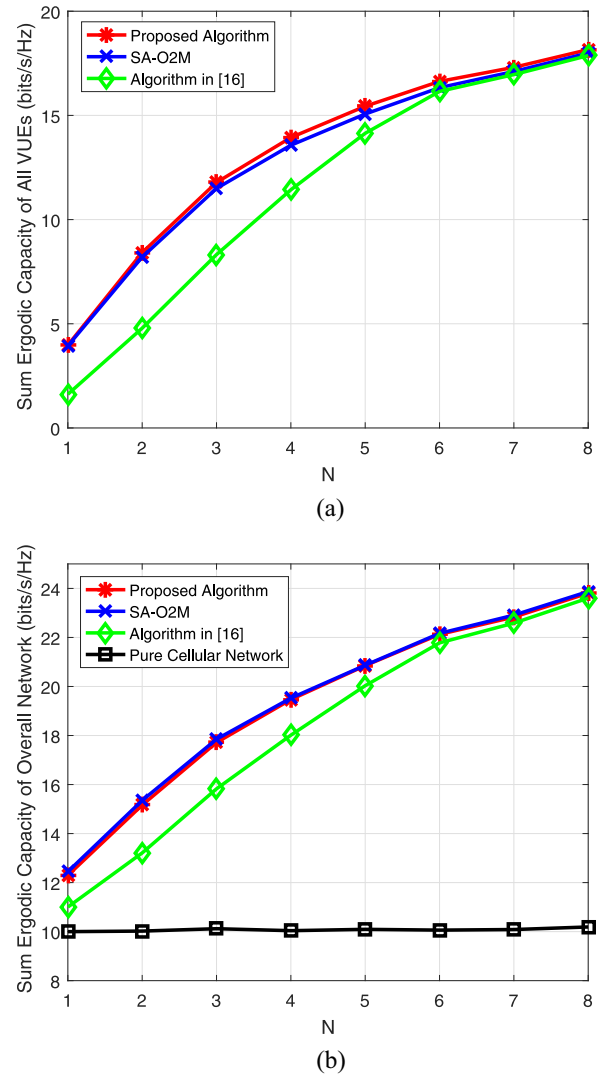 Sum Ergodic Capacity of All VUEs (bits/s/Hz)
20
15
10
5
0
Proposed Algorithm
SA-O2M
Algorithm in [16]
1 2 3 4 5 6 7 8
N
(a)
Sum Ergodic Capacity of Overall Network (bits/s/Hz)
24
22
20
18
16
14
12
10
8
Proposed Algorithm
SA-O2M
Algorithm in [16]
Pure Cellular Network
1 2 3 4 5 6 7 8
N
(b)